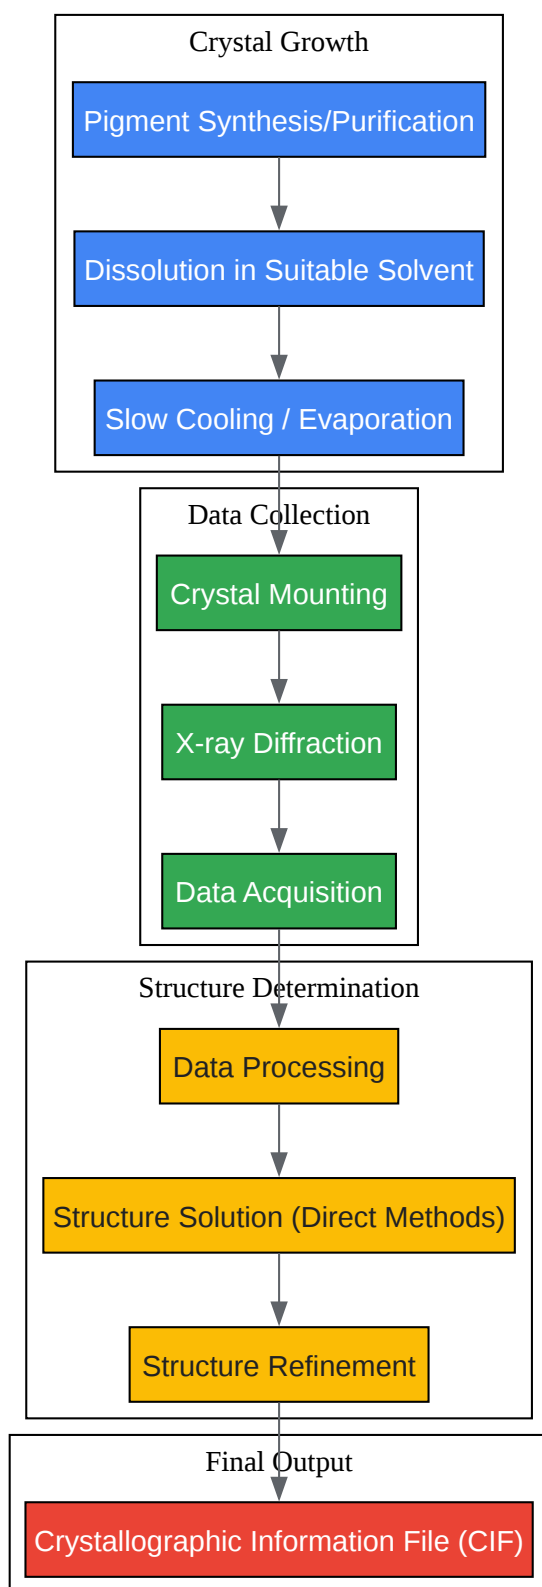 Crystal Growth
Pigment Synthesis/Purification
Dissolution in Suitable Solvent
Slow Cooling / Evaporation
Data Collection
Crystal Mounting
X-ray Diffraction
Data Acquisition
Structure Determination
Data Processing
Structure Solution (Direct Methods)
Structure Refinement
Final Output
Crystallographic Information File (CIF)